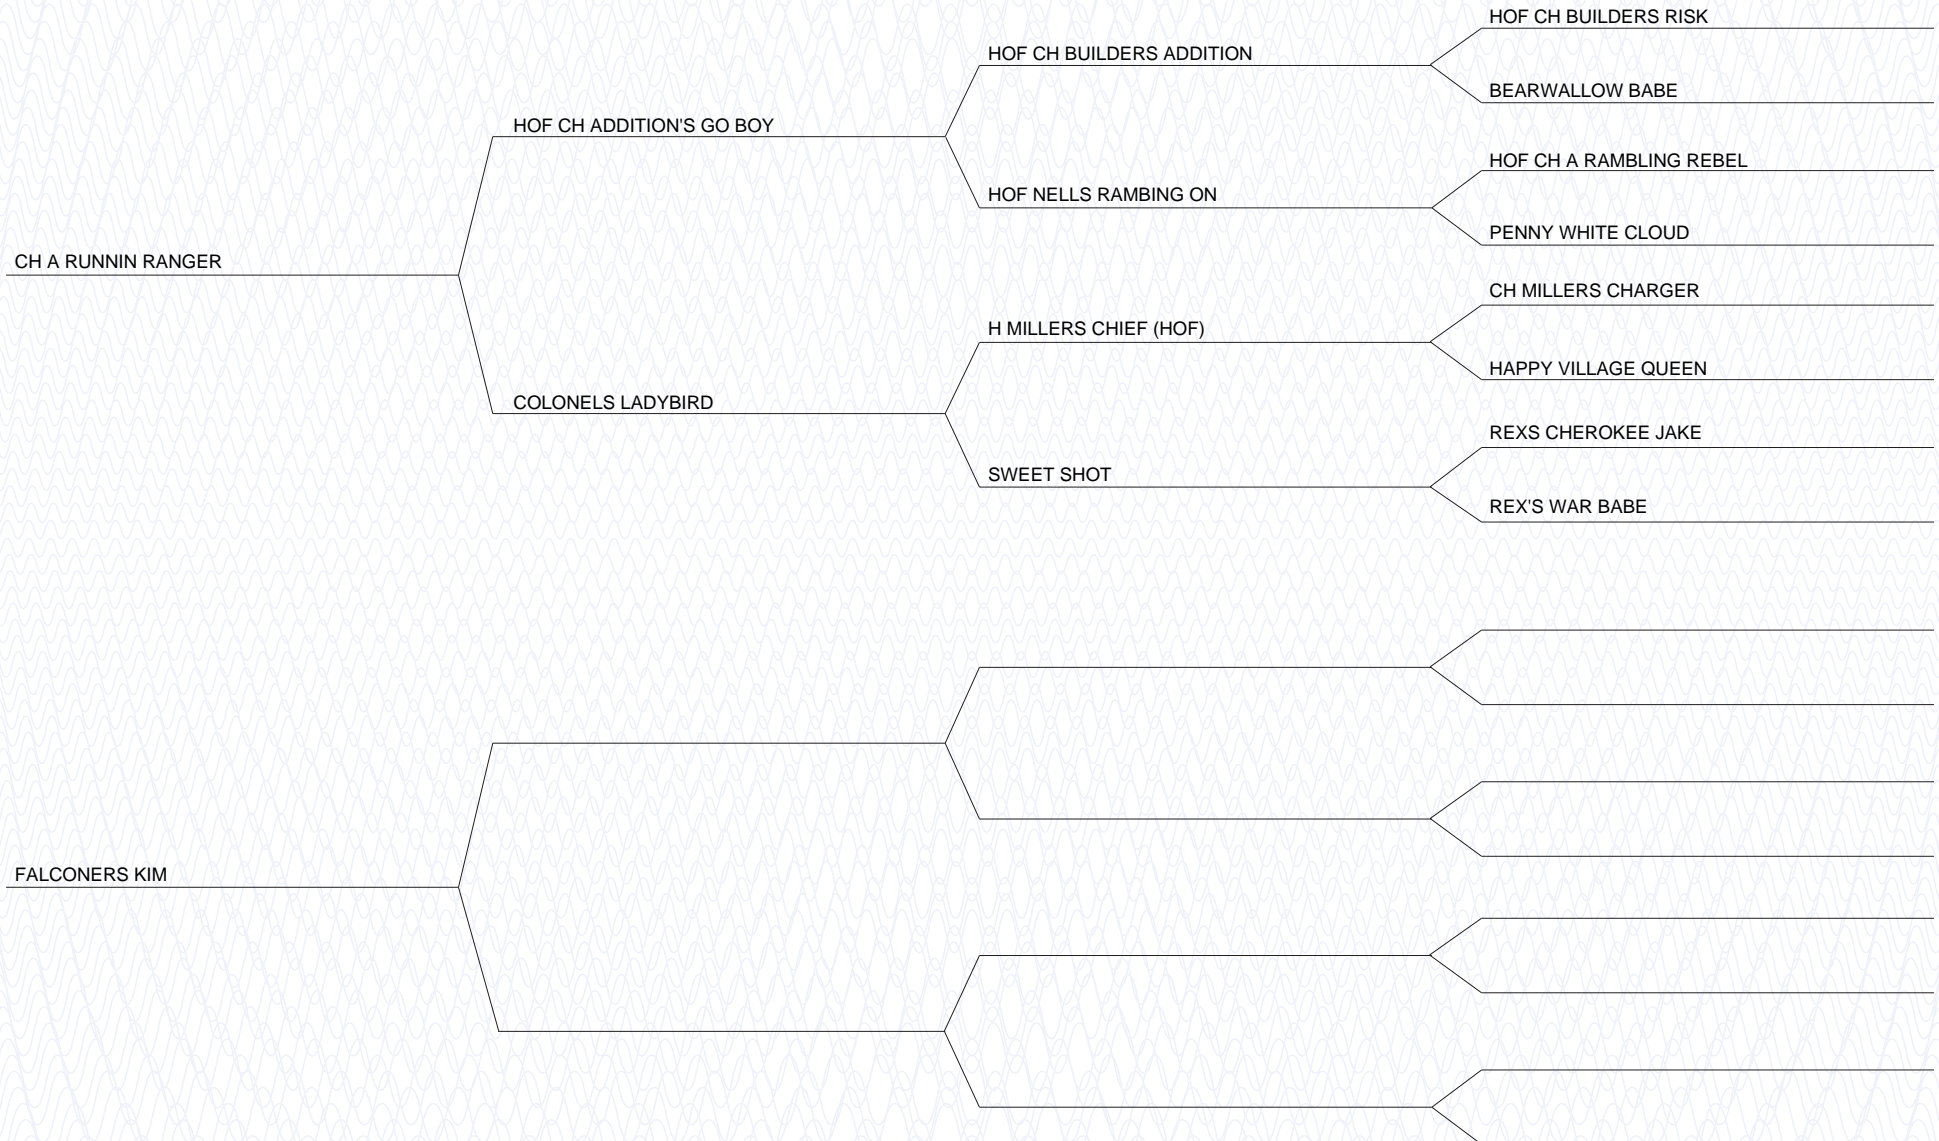 HOF CH BUILDERS RISK
HOF CH BUILDERS ADDITION
BEARWALLOW BABE
HOF CH ADDITION'S GO BOY
HOF CH A RAMBLING REBEL
HOF NELLS RAMBING ON
PENNY WHITE CLOUD
CH A RUNNIN RANGER
CH MILLERS CHARGER
H MILLERS CHIEF (HOF)
HAPPY VILLAGE QUEEN
COLONELS LADYBIRD
REXS CHEROKEE JAKE
SWEET SHOT
REX'S WAR BABE
FALCONERS KIM